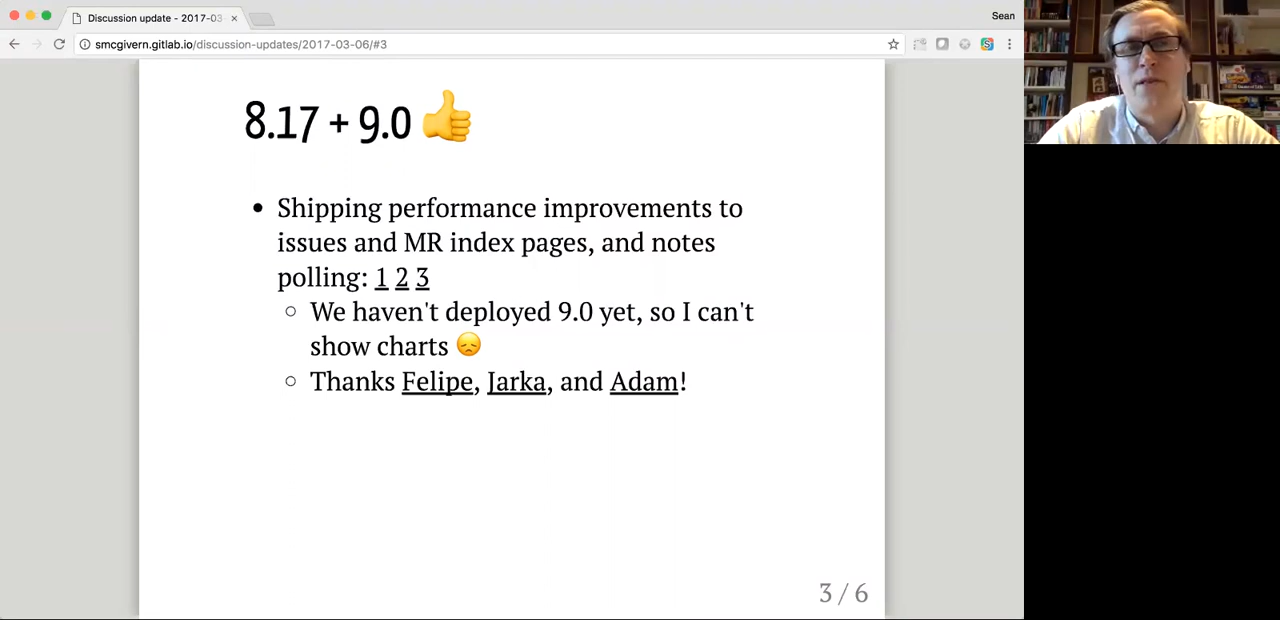 Discussion update - 2017-03
Sean
smcgivern.gitlab.io/discussion-updates/2017-03-06/#3
8.17 + 9.0 👍
• Shipping performance improvements to
issues and MR index pages, and notes
polling: 1 2 3
○ We haven't deployed 9.0 yet, so I can't
show charts 😞
○ Thanks Felipe, Jarka, and Adam!
3 / 6